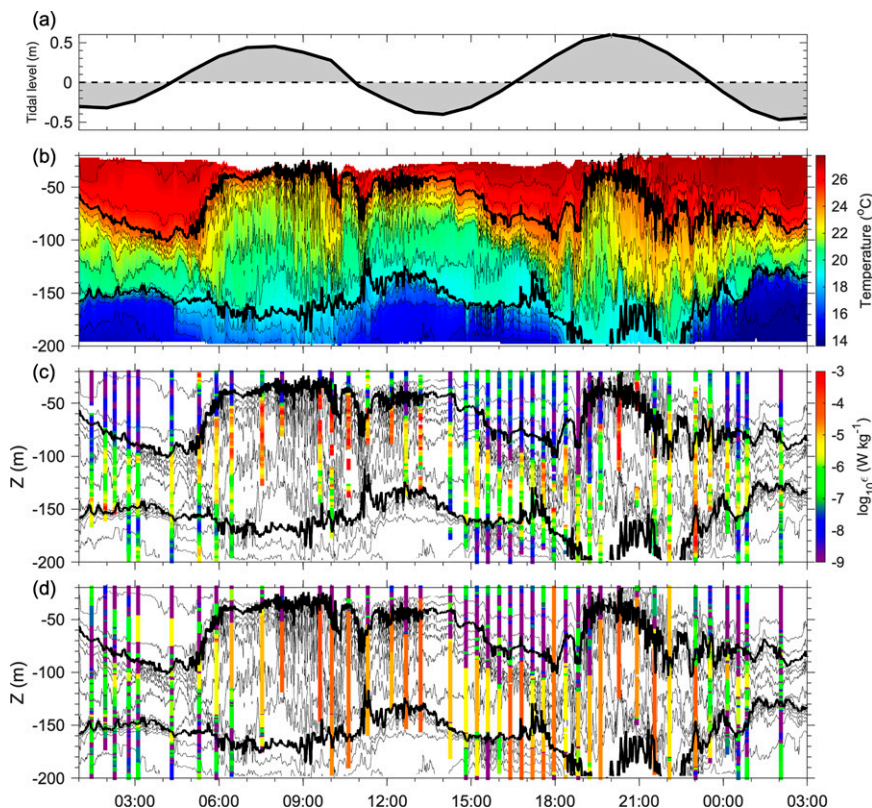 (a)
0.5
0
-0.5
Tidal level (m)
(b)
-50
-100
-150
-200
26
24
22
20
18
16
14
Temperature (°C)
(c)
-50
-100
-150
-200
Z (m)
-3
-4
-5
-6
-7
-8
-9
log10ε (W kg-1)
(d)
-50
-100
-150
-200
Z (m)
03:00 06:00 09:00 12:00 15:00 18:00 21:00 00:00 03:00